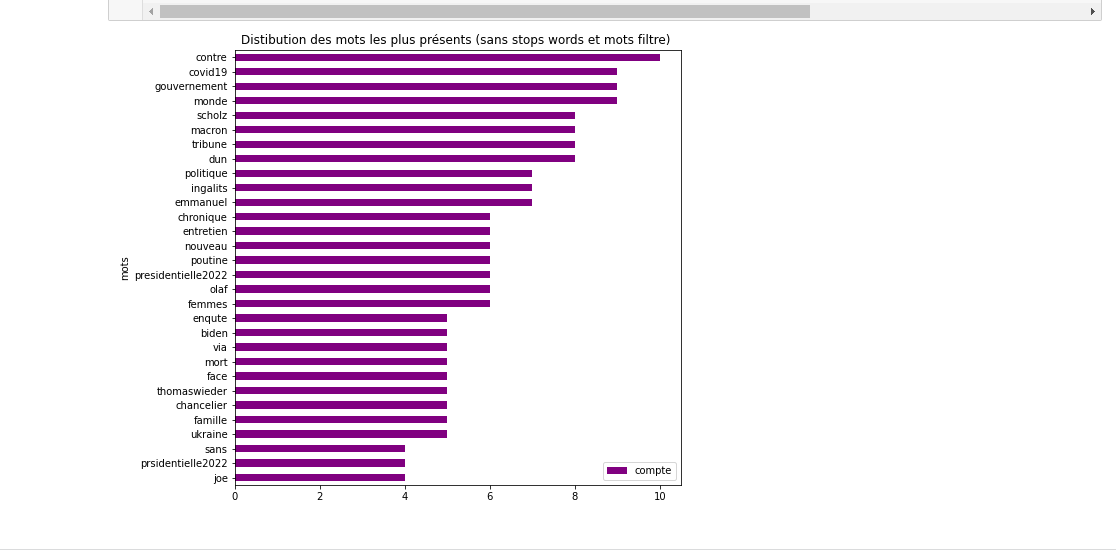 Distibution des mots les plus présents (sans stops words et mots filtre)
contre
covid19
gouvernement
monde
scholz
macron
tribune
dun
politique
ingalits
emmanuel
chronique
entretien
nouveau
poutine
presidentielle2022
olaf
femmes
enqute
biden
via
mort
face
thomaswieder
chancelier
famille
ukraine
sans
prsidentielle2022
joe
mots
compte
0 2 4 6 8 10